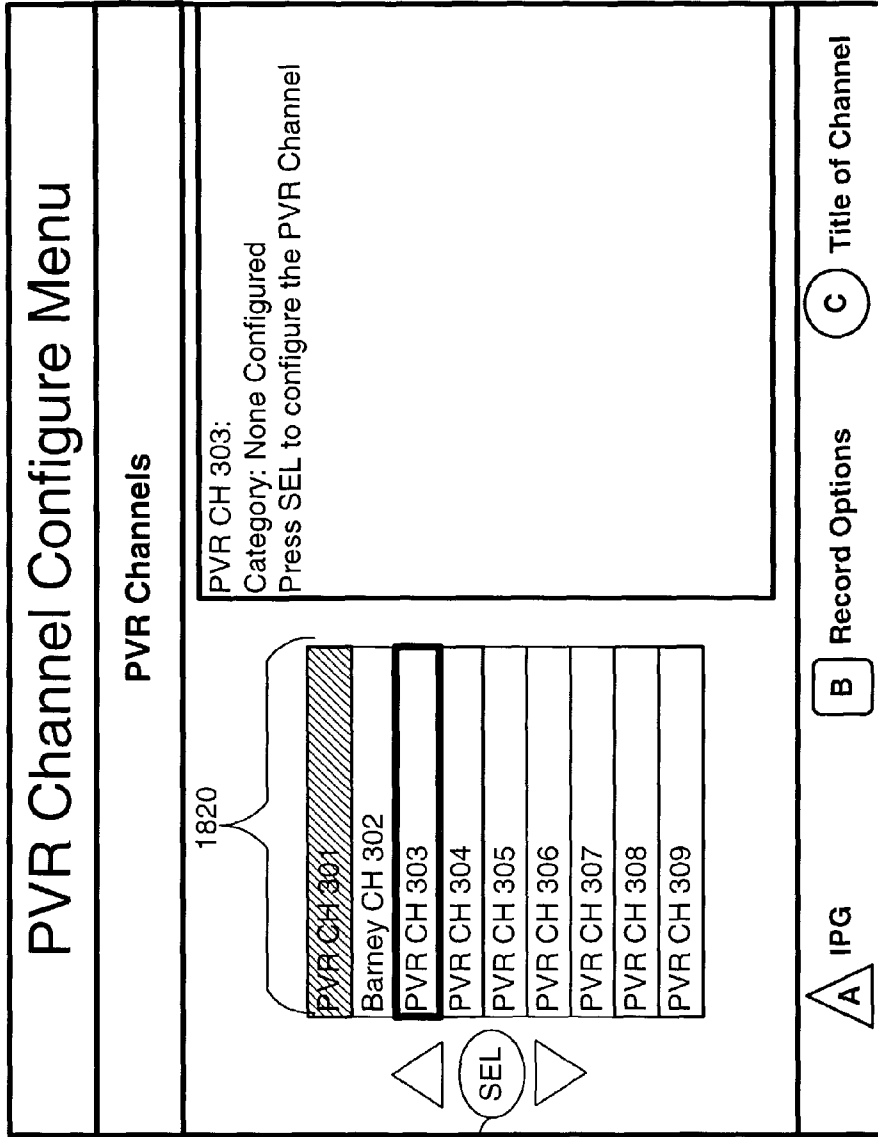 PVR Channel Configure Menu
PVR Channels
1820
PVR CH 301
Barney CH 302
PVR CH 303
PVR CH 304
PVR CH 305
PVR CH 306
PVR CH 307
PVR CH 308
PVR CH 309
SEL
PVR CH 303:
Category: None Configured
Press SEL to configure the PVR Channel
A IPG
B Record Options
C Title of Channel